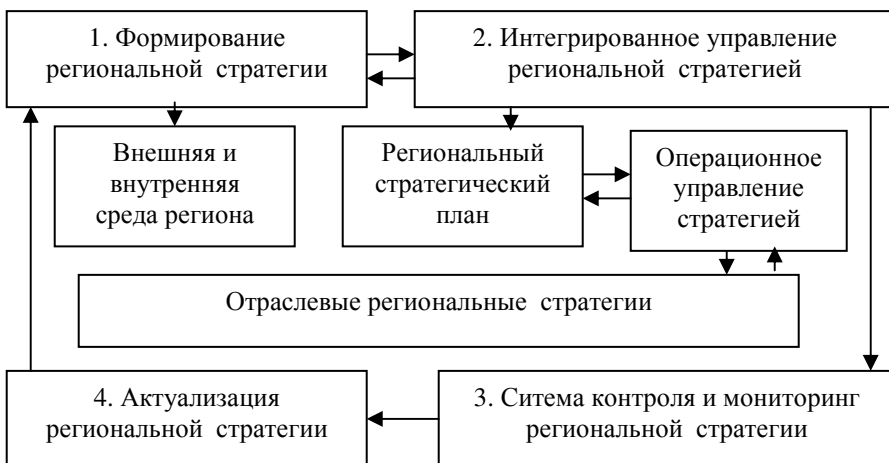 1. Формирование
региональной стратегии
2. Интегрированное управление
региональной стратегией
Внешняя и
внутренняя
среда региона
Региональный
стратегический
план
Операционное
управление
стратегией
Отраслевые региональные стратегии
4. Актуализация
региональной стратегии
3. Ситема контроля и мониторинг
региональной стратегии